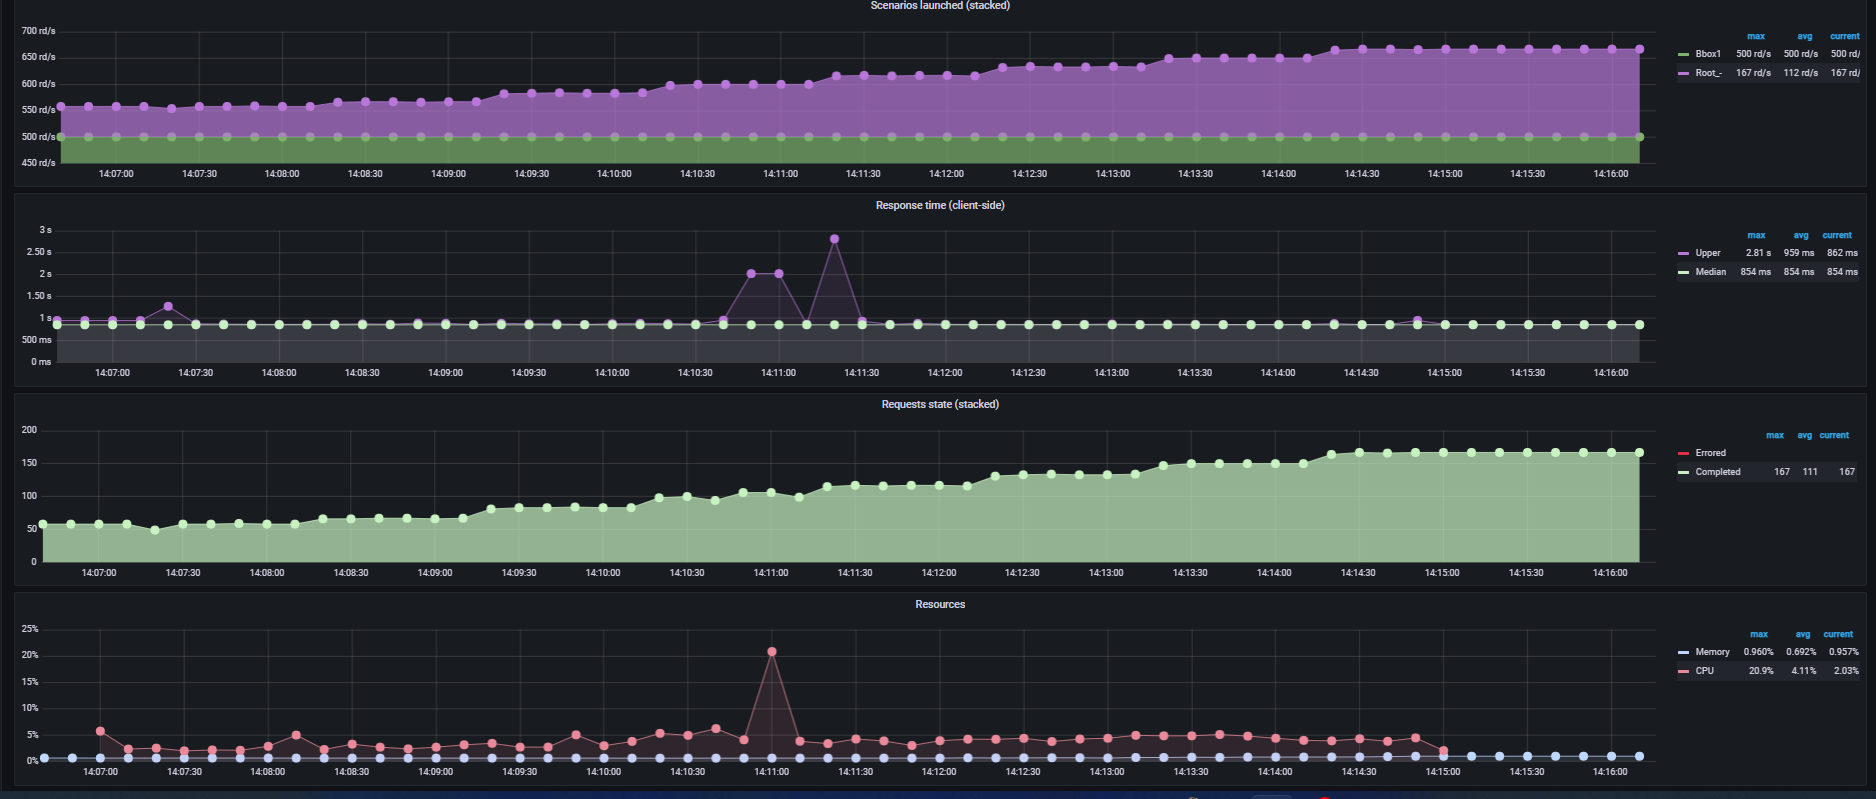 Scenarios launched (stacked)
700 rd/s
650 rd/s
600 rd/s
550 rd/s
500 rd/s
450 rd/s
14:07:00 14:07:30 14:08:00 14:08:30 14:09:00 14:09:30 14:10:00 14:10:30 14:11:00 14:11:30 14:12:00 14:12:30 14:13:00 14:13:30 14:14:00 14:14:30 14:15:00 14:15:30 14:16:00
max avg current
Bbox1 500 rd/s 500 rd/s 500 rd/
Root_- 167 rd/s 112 rd/s 167 rd/
Response time (client-side)
3 s
2.50 s
2 s
1.50 s
1 s
500 ms
0 ms
14:07:00 14:07:30 14:08:00 14:08:30 14:09:00 14:09:30 14:10:00 14:10:30 14:11:00 14:11:30 14:12:00 14:12:30 14:13:00 14:13:30 14:14:00 14:14:30 14:15:00 14:15:30 14:16:00
max avg current
Upper 2.81 s 959 ms 862 ms
Median 854 ms 854 ms 854 ms
Requests state (stacked)
200
150
100
50
0
14:07:00 14:07:30 14:08:00 14:08:30 14:09:00 14:09:30 14:10:00 14:10:30 14:11:00 14:11:30 14:12:00 14:12:30 14:13:00 14:13:30 14:14:00 14:14:30 14:15:00 14:15:30 14:16:00
max avg current
Errored
Completed 167 111 167
Resources
25%
20%
15%
10%
5%
0%
14:07:00 14:07:30 14:08:00 14:08:30 14:09:00 14:09:30 14:10:00 14:10:30 14:11:00 14:11:30 14:12:00 14:12:30 14:13:00 14:13:30 14:14:00 14:14:30 14:15:00 14:15:30 14:16:00
max avg current
Memory 0.960% 0.692% 0.957%
CPU 20.9% 4.11% 2.03%